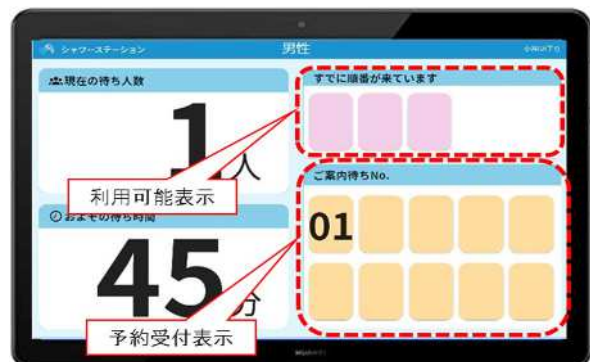 シャワーステーション
男性
現在の待ち人数
1人
すでに順番が来ています
利用可能表示
ご案内待ちNo.
01
およその待ち時間
45分
予約受付表示
HUAWEI